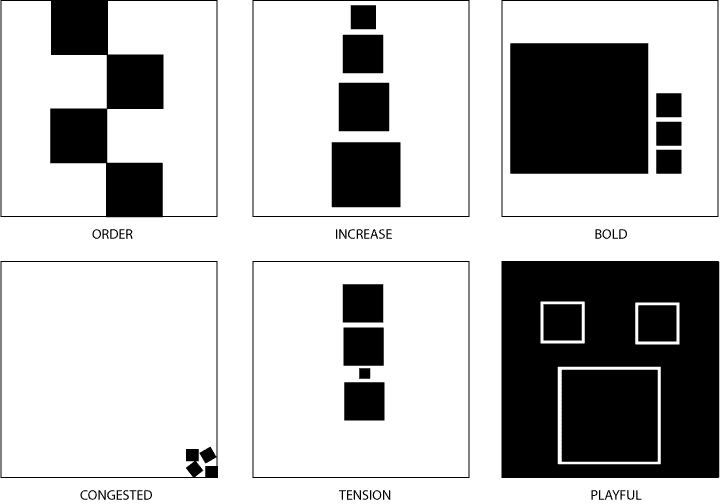 ORDER
INCREASE
BOLD
CONGESTED
TENSION
PLAYFUL